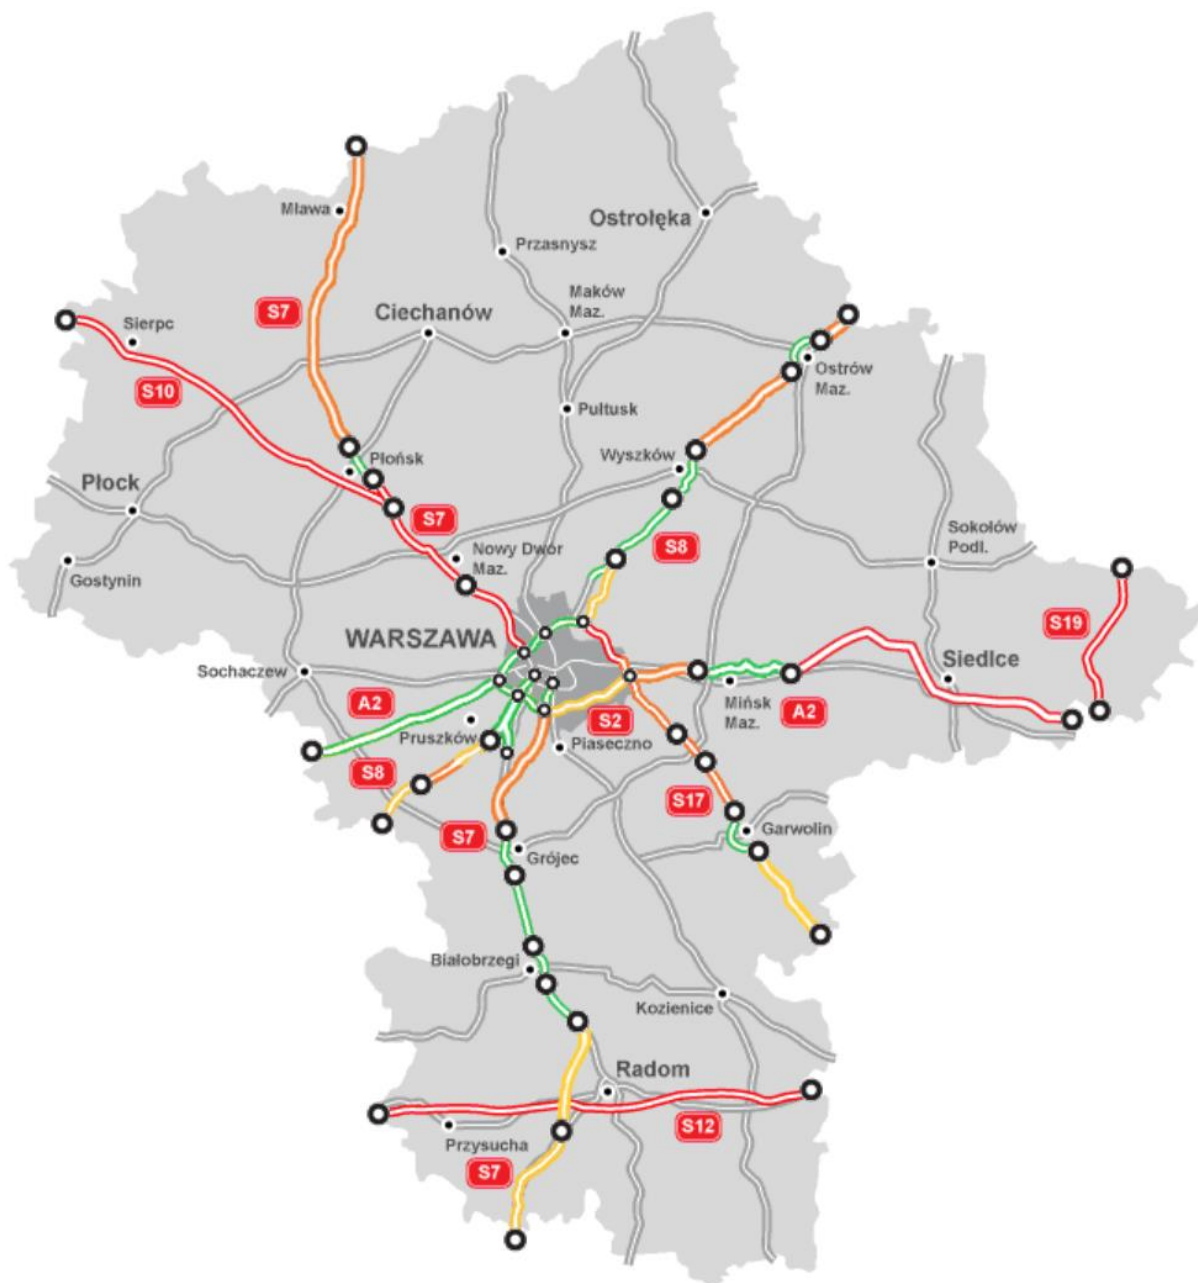 Mława
Ostrołęka
Przasnysz
S7
Ciechanów
Maków
Maz.
Sierpc
S10
Ostrów
Maz.
Pułtusk
Płońsk
Wyszków
Płock
S7
S8
Sokołów
Podl.
Nowy Dwór
Maz.
Gostynin
WARSZAWA
S19
Sochaczew
Siedlce
A2
Mińsk
Maz.
A2
S2
Pruszków
Piaseczno
S8
S17
Garwolin
S7
Grójec
Białobrzegi
Kozienice
Radom
S12
Przysucha
S7